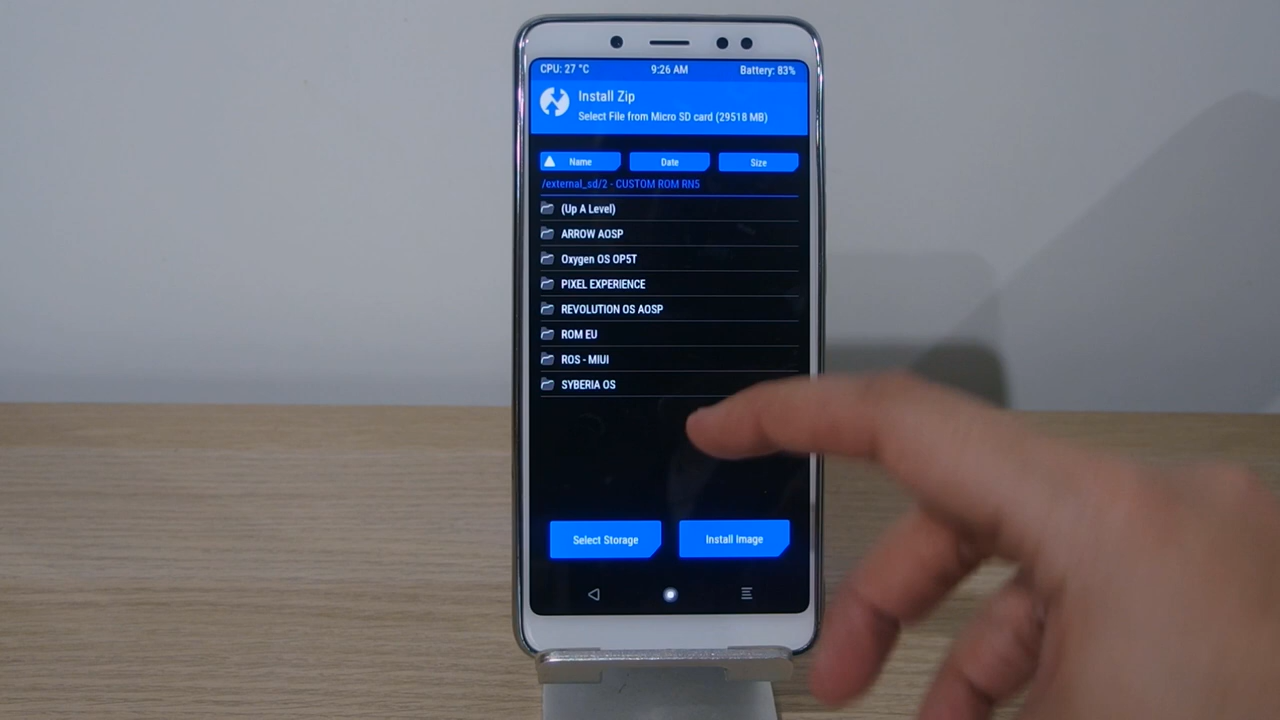 CPU: 27 °C 9:26 AM Battery: 83%
Install Zip
Select File from Micro SD card (29518 MB)
Name Date Size
/external_sd/2 - CUSTOM ROM RN5
(Up A Level)
ARROW AOSP
Oxygen OS OP5T
PIXEL EXPERIENCE
REVOLUTION OS AOSP
ROM EU
ROS - MIUI
SYBERIA OS
Select Storage Install Image